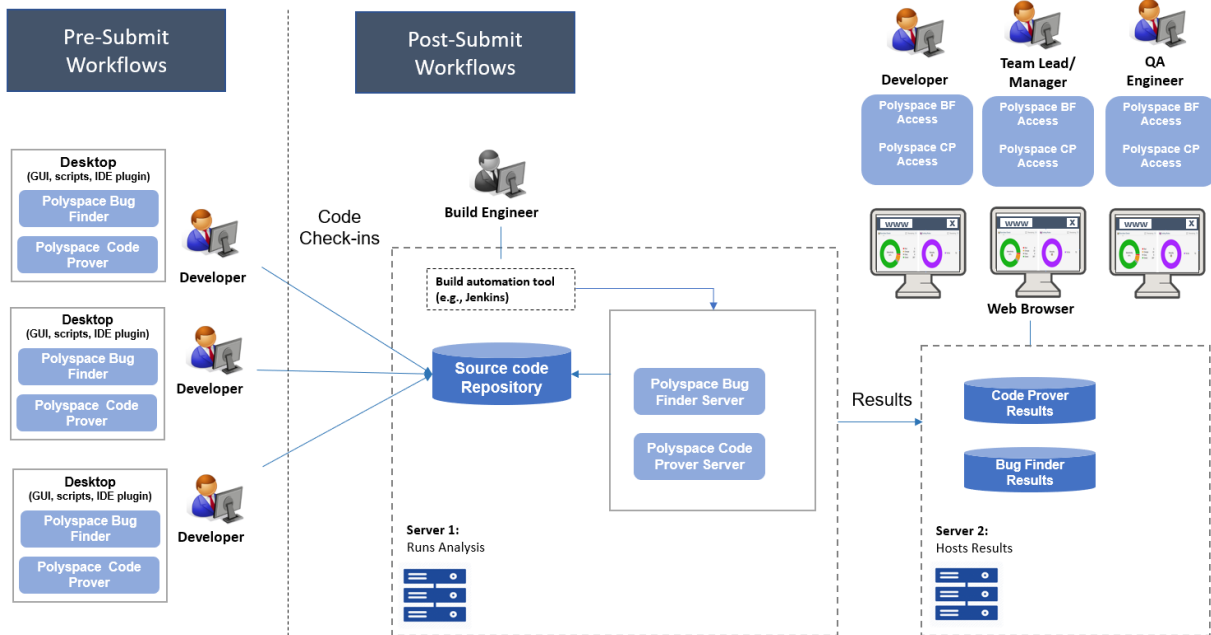 Pre-Submit
Workflows
Post-Submit
Workflows
Desktop
(GUI, scripts, IDE plugin)
Polyspace Bug
Finder
Polyspace Code
Prover
Developer
Desktop
(GUI, scripts, IDE plugin)
Polyspace Bug
Finder
Polyspace Code
Prover
Developer
Desktop
(GUI, scripts, IDE plugin)
Polyspace Bug
Finder
Polyspace Code
Prover
Developer
Code
Check-ins
Build Engineer
Build automation tool
(e.g., Jenkins)
Source code
Repository
Polyspace Bug
Finder Server
Polyspace Code
Prover Server
Server 1:
Runs Analysis
Results
Developer
Polyspace BF
Access
Polyspace CP
Access
Team Lead/
Manager
Polyspace BF
Access
Polyspace CP
Access
QA
Engineer
Polyspace BF
Access
Polyspace CP
Access
www X
www X
www X
Web Browser
Code Prover
Results
Bug Finder
Results
Server 2:
Hosts Results